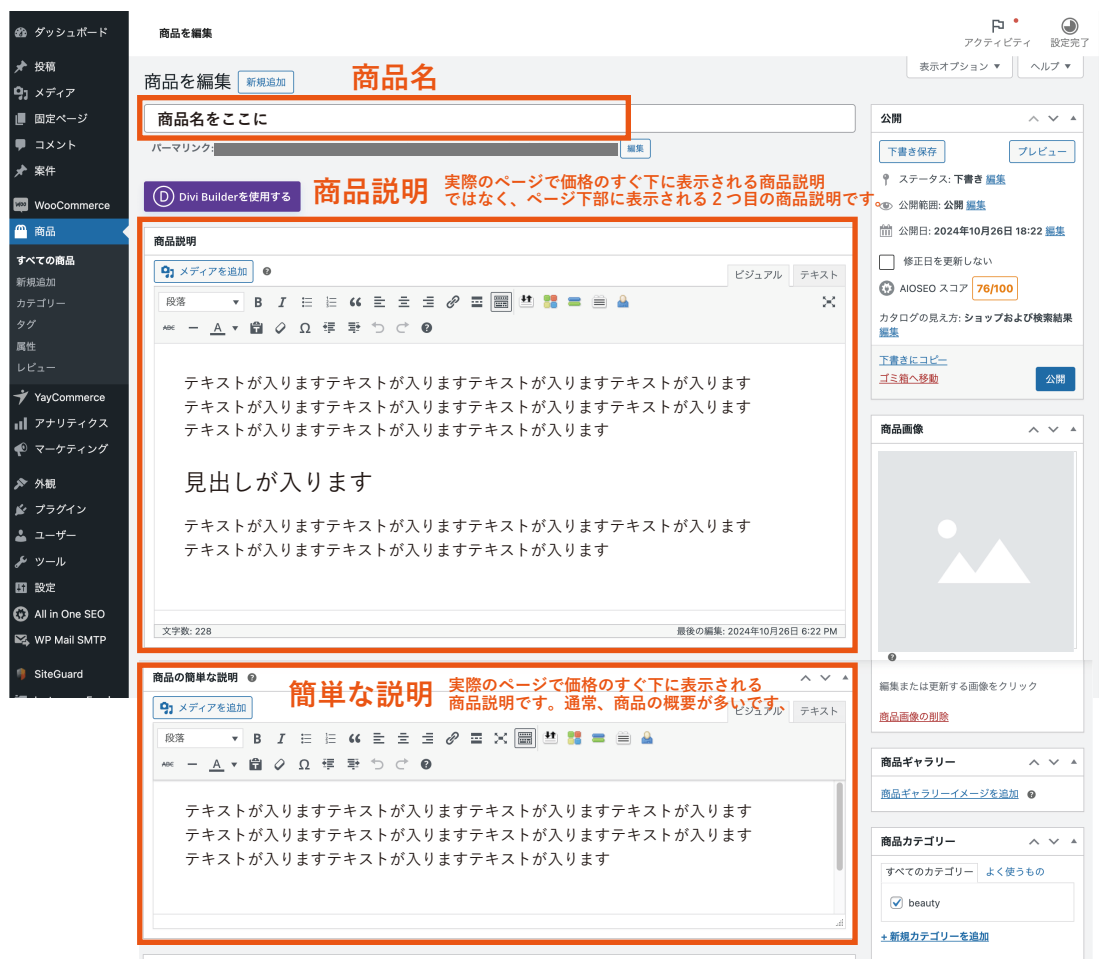 ダッシュボード
投稿
メディア
固定ページ
コメント
案件
WooCommerce
商品
すべての商品
新規追加
カテゴリー
タグ
属性
レビュー
YayCommerce
アナリティクス
マーケティング
外観
プラグイン
ユーザー
ツール
設定
All in One SEO
WP Mail SMTP
SiteGuard
商品を編集
アクティビティ
設定完了
表示オプション ▼
ヘルプ ▼
商品を編集 新規追加
商品名
商品名をここに
パーマリンク: 編集
Divi Builderを使用する
商品説明
実際のページで価格のすぐ下に表示される商品説明
ではなく、ページ下部に表示される2つ目の商品説明です。
商品説明
メディアを追加
ビジュアル テキスト
段落
文字数: 228
テキストが入りますテキストが入りますテキストが入りますテキストが入ります
テキストが入りますテキストが入りますテキストが入りますテキストが入ります
テキストが入りますテキストが入りますテキストが入ります
見出しが入ります
テキストが入りますテキストが入りますテキストが入りますテキストが入ります
テキストが入りますテキストが入りますテキストが入ります
最後の編集: 2024年10月26日 6:22 PM
商品の簡単な説明
簡単な説明
実際のページで価格のすぐ下に表示される
商品説明です。通常、商品の概要が多いです、
メディアを追加
ビジュアル テキスト
段落
テキストが入りますテキストが入りますテキストが入りますテキストが入ります
テキストが入りますテキストが入りますテキストが入りますテキストが入ります
テキストが入りますテキストが入りますテキストが入ります
公開
下書き保存 プレビュー
ステータス: 下書き 編集
公開範囲: 公開 編集
公開日: 2024年10月26日 18:22 編集
修正日を更新しない
AIOSEO スコア 76/100
カタログの見え方: ショップおよび検索結果
編集
下書きにコピー
ゴミ箱へ移動
公開
商品画像
編集または更新する画像をクリック
商品画像の削除
商品ギャラリー
商品ギャラリーイメージを追加
商品カテゴリー
すべてのカテゴリー よく使うもの
beauty
+ 新規カテゴリーを追加